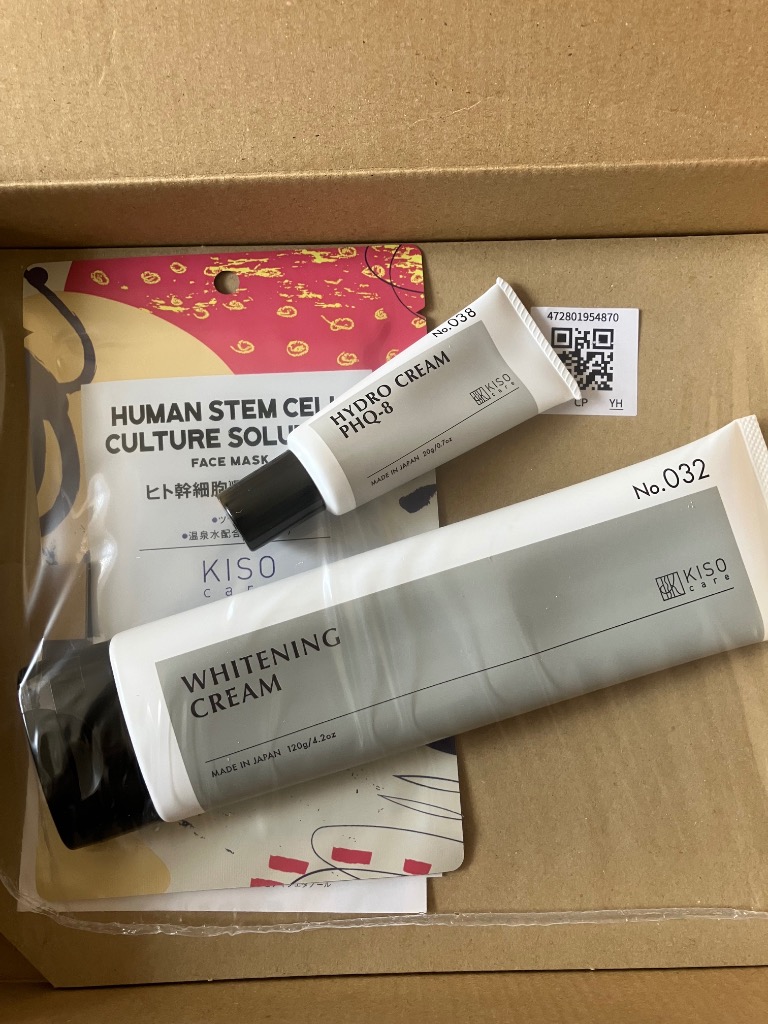 HUMAN STEM CELL
CULTURE
FACE MASK
ヒト幹細胞
●温泉水配合
KISO
care
No.038
HYDRO CREAM
PHQ-8
KISO
care
MADE IN JAPAN 20g/0.7oz
472801954870
CP YH
No.032
KISO
care
WHITENING
CREAM
MADE IN JAPAN 120g/4.2oz